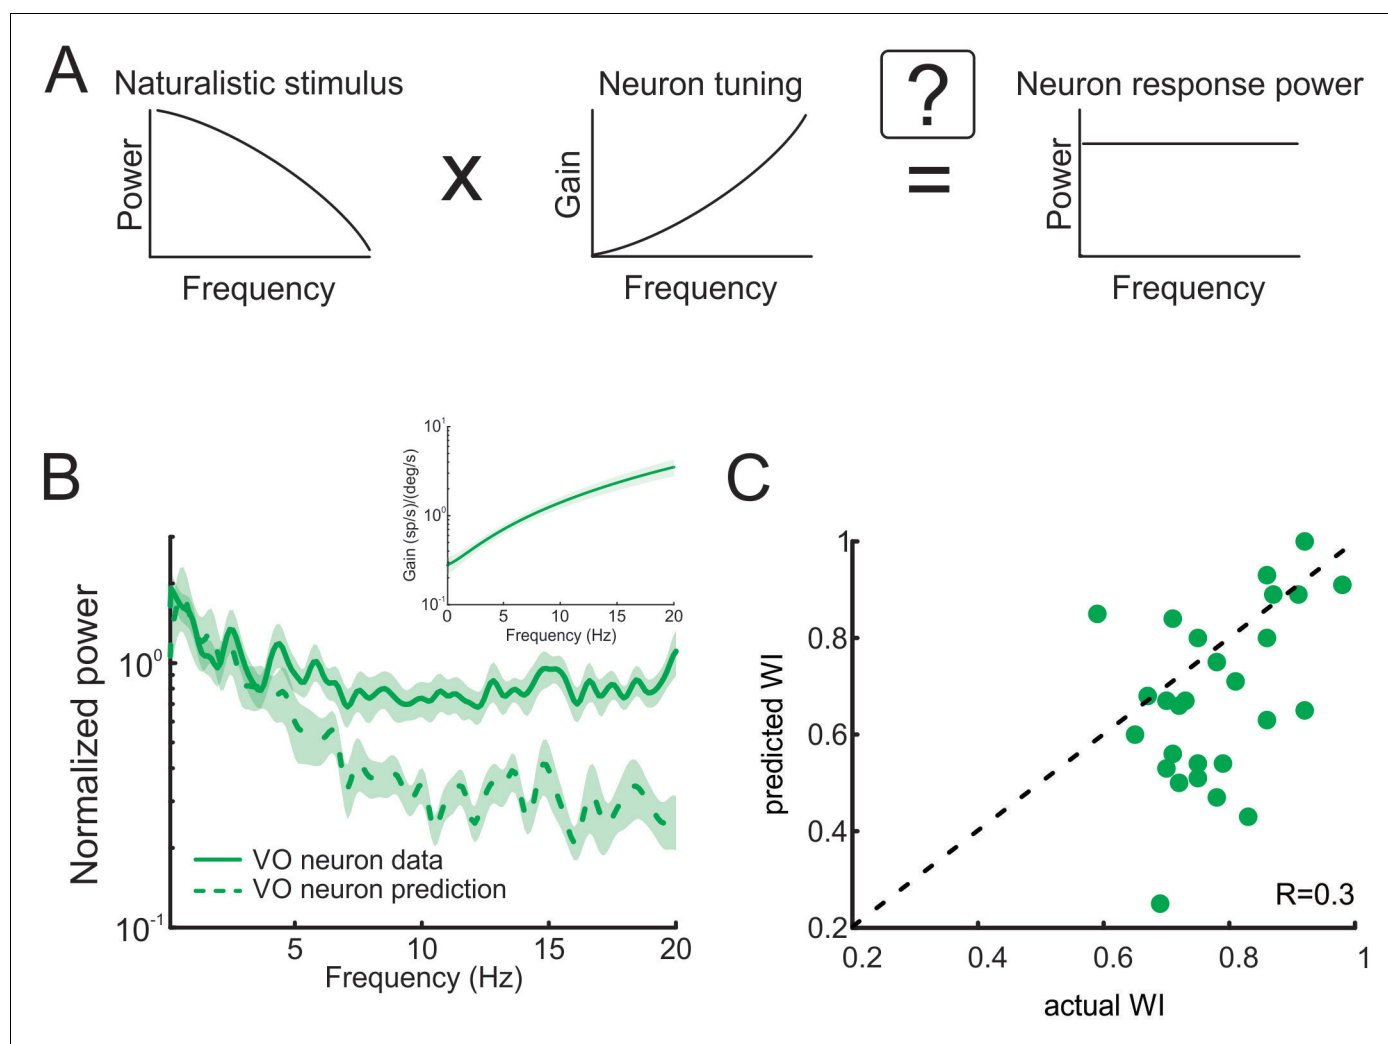 A
Naturalistic stimulus
Power
Frequency
x
Neuron tuning
Gain
Frequency
?
=
Neuron response power
Power
Frequency
B
Normalized power
10^0
10^-1
5
10
15
20
Frequency (Hz)
VO neuron data
VO neuron prediction
Gain (sp/s)/(deg/s)
10^1
10^0
10^-1
0
5
10
15
20
Frequency (Hz)
C
predicted WI
1
0.8
0.6
0.4
0.2
0.2
0.4
0.6
0.8
1
actual WI
R=0.3